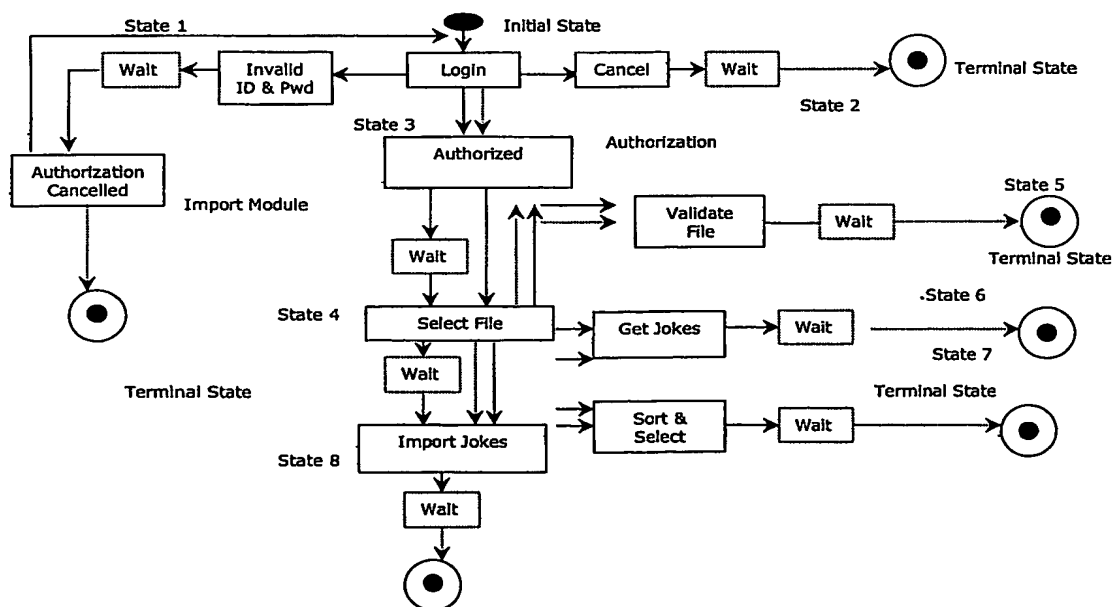 State 1
Initial State
Wait
Invalid
ID & Pwd
Login
Cancel
Wait
Terminal State
State 2
State 3
Authorized
Authorization
Authorization
Cancelled
Import Module
Validate
File
Wait
State 5
Terminal State
Wait
State 4
Select File
Get Jokes
Wait
.State 6
State 7
Wait
Terminal State
Terminal State
Import Jokes
Sort &
Select
Wait
State 8
Wait